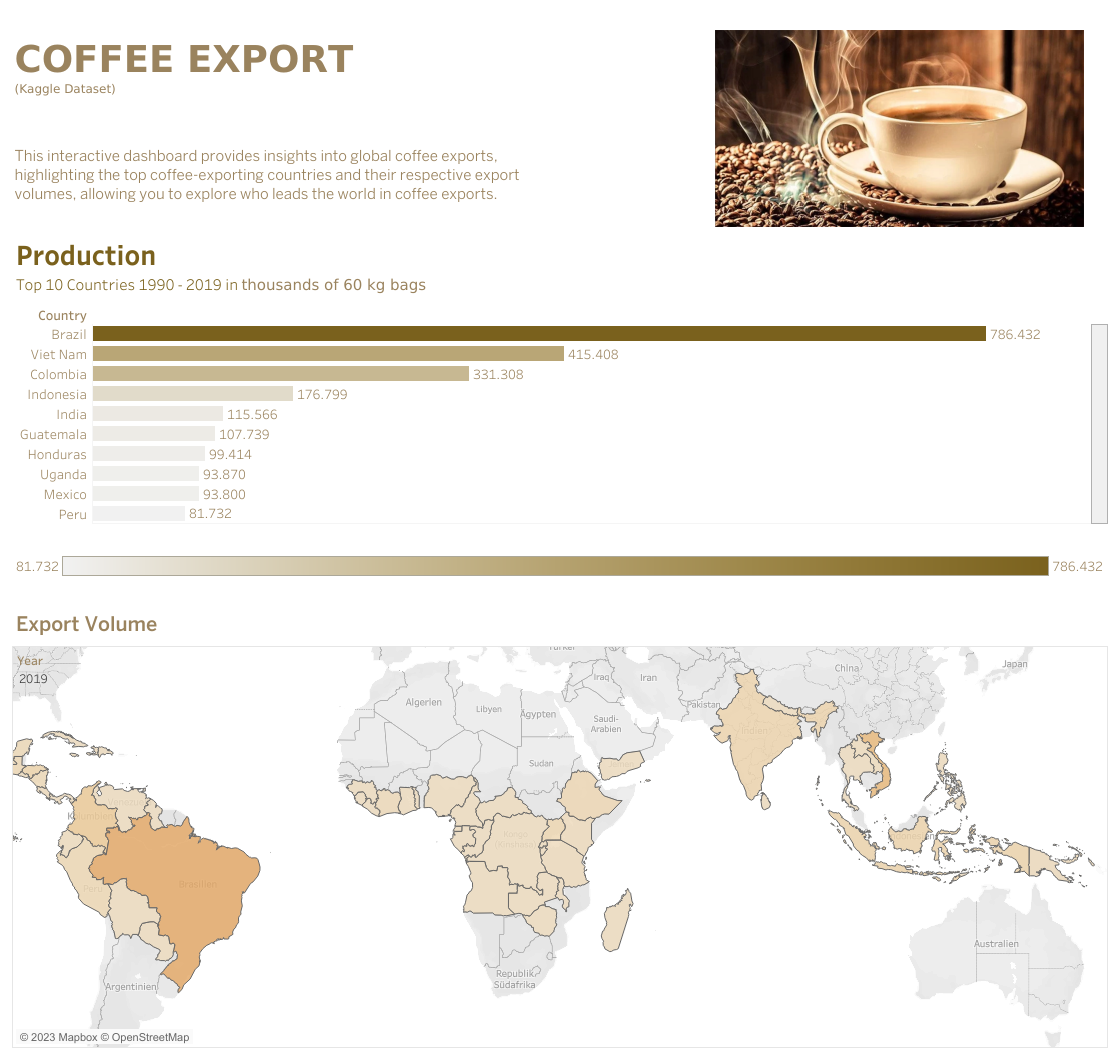 COFFEE EXPORT
(Kaggle Dataset)
This interactive dashboard provides insights into global coffee exports,
highlighting the top coffee-exporting countries and their respective export
volumes, allowing you to explore who leads the world in coffee exports.
Production
Top 10 Countries 1990 - 2019 in thousands of 60 kg bags
Country
Brazil 786.432
Viet Nam 415.408
Colombia 331.308
Indonesia 176.799
India 115.566
Guatemala 107.739
Honduras 99.414
Uganda 93.870
Mexico 93.800
Peru 81.732
81.732 786.432
Export Volume
Year
2019
China
Japan
Iraq
Iran
Pakistan
Algerien
Libyen
Ägypten
Saudi-
Arabien
Sudan
Brasilien
Peru
Australien
Argentinien
Republik
Südafrika
© 2023 Mapbox © OpenStreetMap